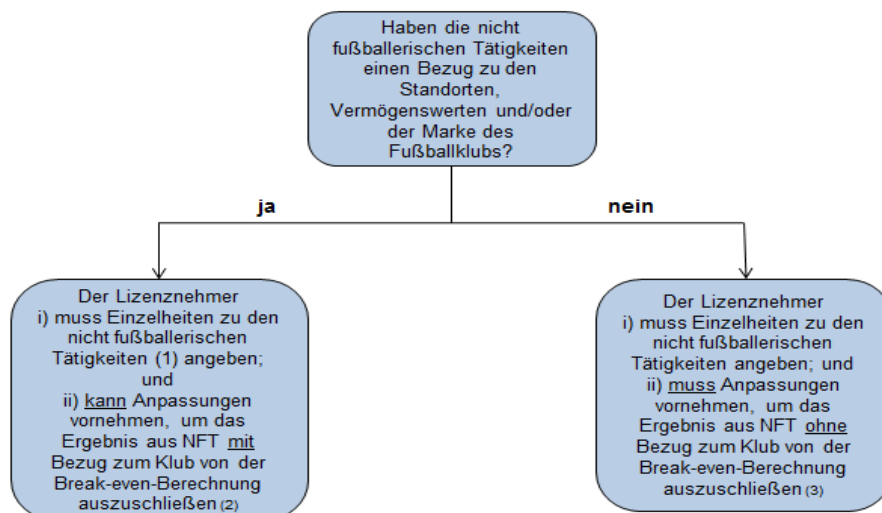 Haben die nicht
fußballerischen Tätigkeiten
einen Bezug zu den
Standorten,
Vermögenswerten und/oder
der Marke des
Fußballklubs?
ja
nein
Der Lizenznehmer
i) muss Einzelheiten zu den
nicht fußballerischen
Tätigkeiten (1) angeben;
und
ii) kann Anpassungen
vornehmen, um das
Ergebnis aus NFT mit
Bezug zum Klub von der
Break-even-Berechnung
auszuschließen (2)
Der Lizenznehmer
i) muss Einzelheiten zu den
nicht fußballerischen
Tätigkeiten angeben; und
ii) muss Anpassungen
vornehmen, um das
Ergebnis aus NFT ohne
Bezug zum Klub von der
Break-even-Berechnung
auszuschließen (3)